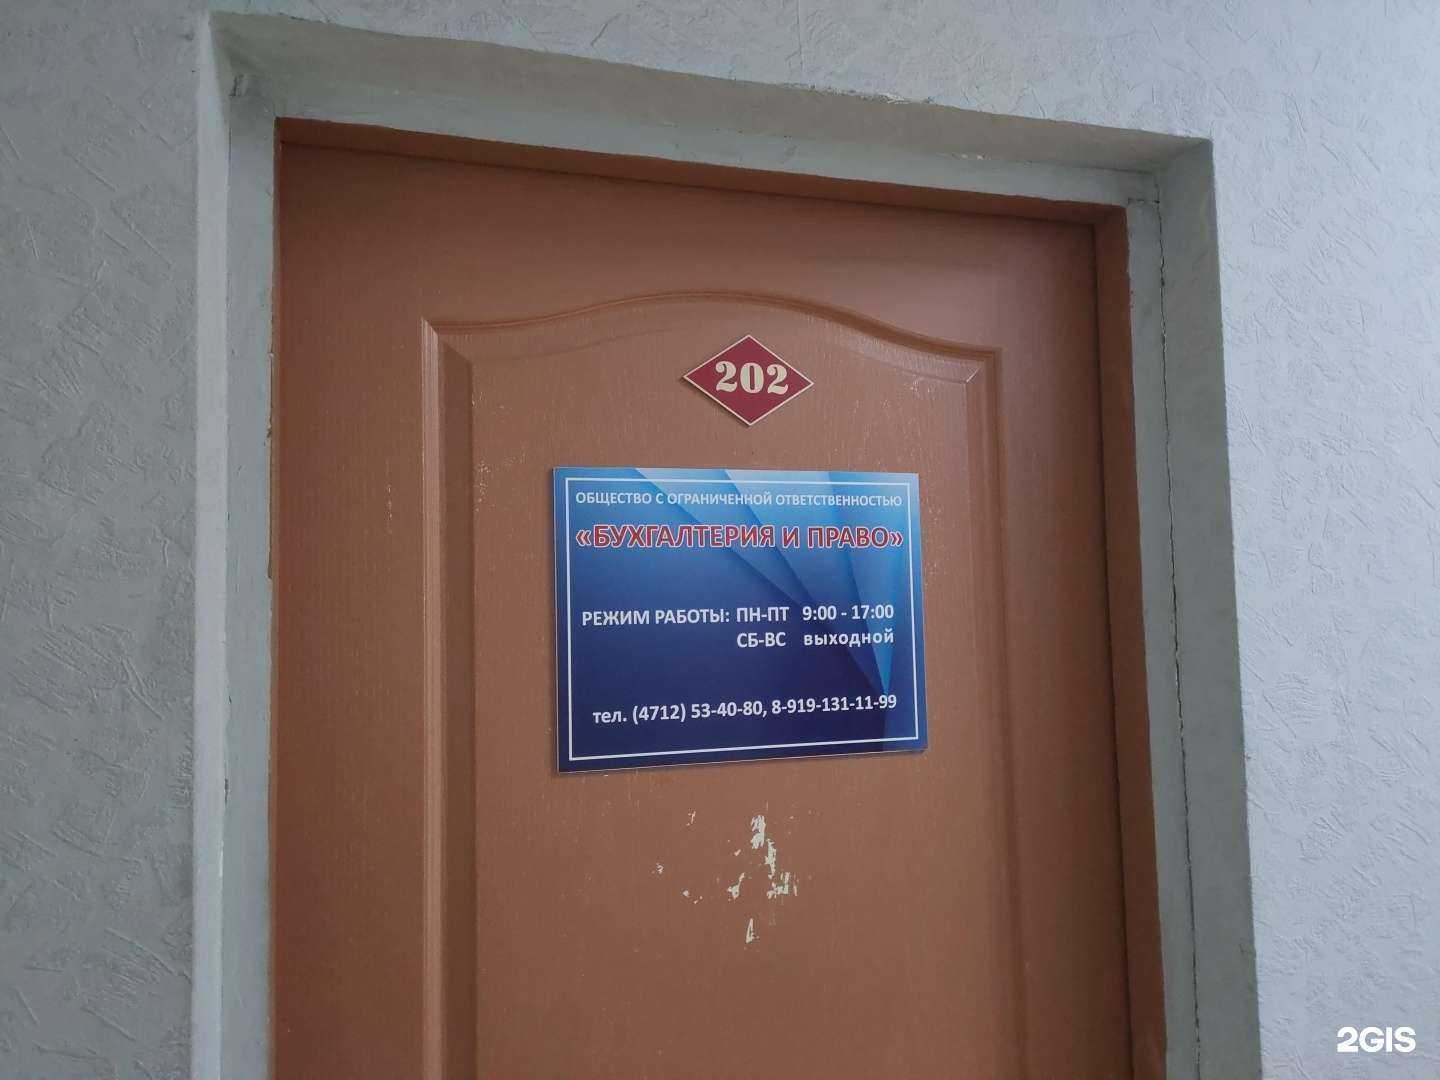 202
ОБЩЕСТВО С ОГРАНИЧЕННОЙ ОТВЕТСТВЕННОСТЬЮ
«БУХГАЛТЕРИЯ И ПРАВО»
РЕЖИМ РАБОТЫ: ПН-ПТ 9:00 - 17:00
СБ-ВС выходной
тел. (4712) 53-40-80, 8-919-131-11-99
2GIS